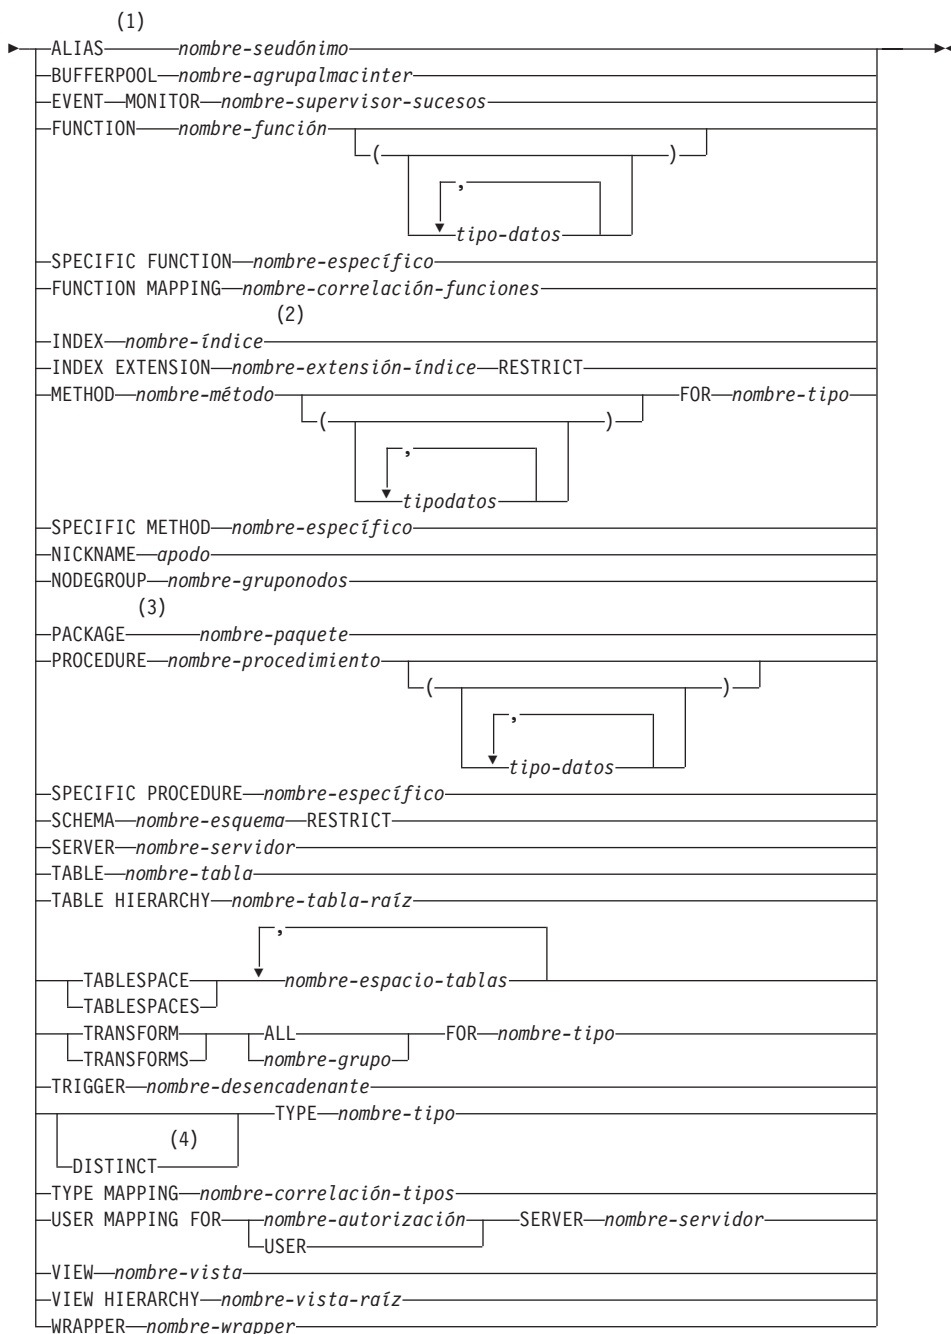 (1)
ALIAS nombre-seudónimo
BUFFERPOOL nombre-agrupalmacinter
EVENT MONITOR nombre-supervisor-sucesos
FUNCTION nombre-función
( )
,
tipo-datos
SPECIFIC FUNCTION nombre-específico
FUNCTION MAPPING nombre-correlación-funciones
(2)
INDEX nombre-índice
INDEX EXTENSION nombre-extensión-índice RESTRICT
METHOD nombre-método FOR nombre-tipo
( )
,
tipodatos
SPECIFIC METHOD nombre-específico
NICKNAME apodo
NODEGROUP nombre-gruponodos
(3)
PACKAGE nombre-paquete
PROCEDURE nombre-procedimiento
( )
,
tipo-datos
SPECIFIC PROCEDURE nombre-específico
SCHEMA nombre-esquema RESTRICT
SERVER nombre-servidor
TABLE nombre-tabla
TABLE HIERARCHY nombre-tabla-raíz
,
TABLESPACE nombre-espacio-tablas
TABLESPACES
TRANSFORM ALL FOR nombre-tipo
TRANSFORMS nombre-grupo
TRIGGER nombre-desencadenante
TYPE nombre-tipo
(4)
DISTINCT
TYPE MAPPING nombre-correlación-tipos
USER MAPPING FOR nombre-autorización SERVER nombre-servidor
USER
VIEW nombre-vista
VIEW HIERARCHY nombre-vista-raíz
WRAPPER nombre-wrapper